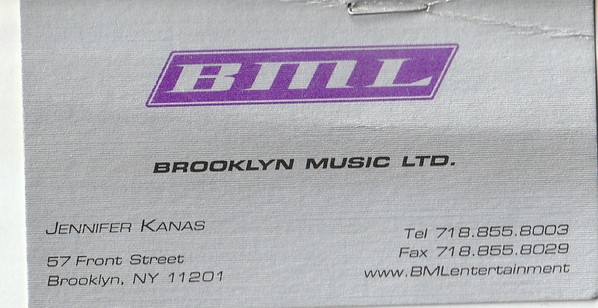 BML
BROOKLYN MUSIC LTD.
JENNIFER KANAS
57 Front Street
Brooklyn, NY 11201
Tel 718.855.8003
Fax 718.855.8029
www.BMLentertainment